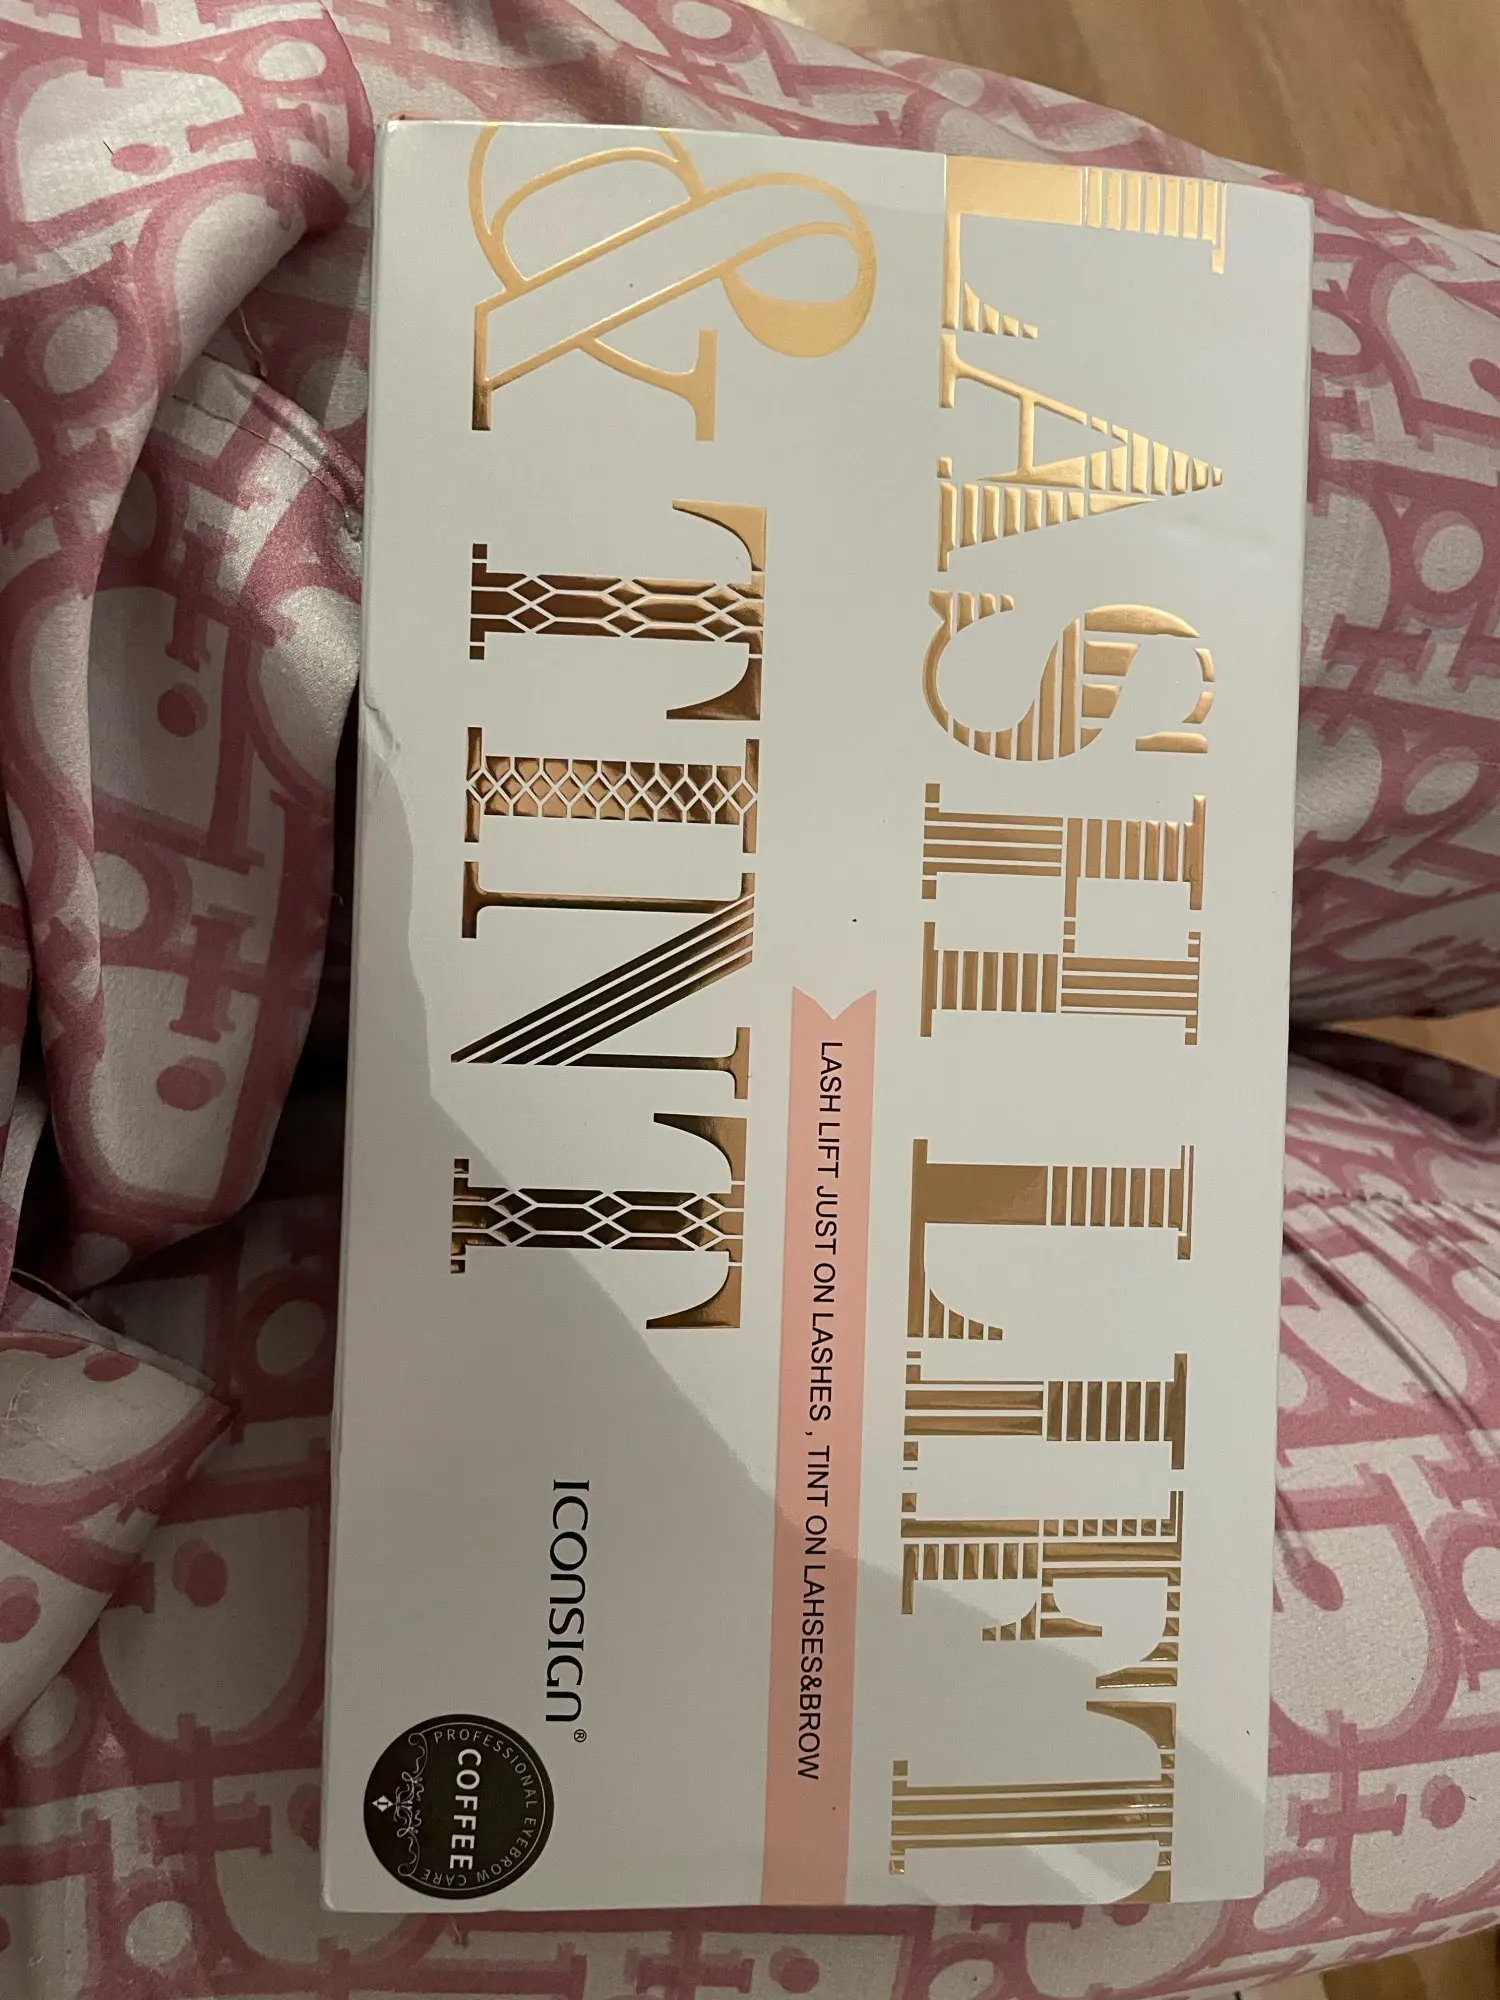 LASH LIFT
LASH LIFT JUST ON LASHES , TINT ON LAHSES&BROW
& TINT
ICONSIGN®
PROFESSIONAL EYEBROW CARE
COFFEE